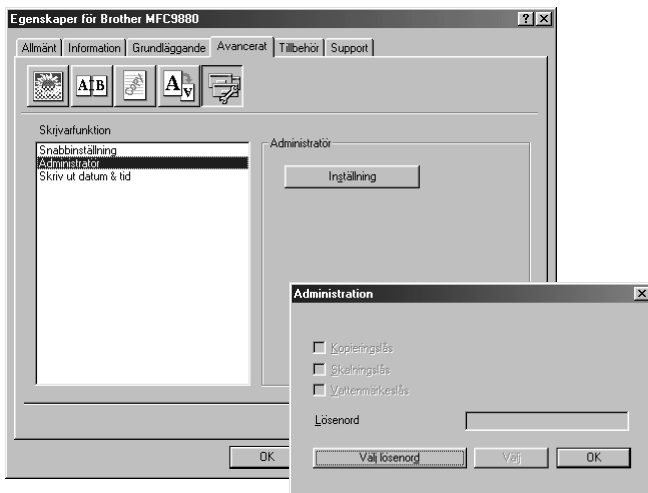 Egenskaper för Brother MFC9880
Allmänt Information Grundläggande Avancerat Tillbehör Support
Skrivarfunktion
Snabbinställning
Administratör
Skriv ut datum & tid
Administratör
Inställning
OK
Administration
Kopieringslås
Skalningslås
Vattenmärkeslås
Lösenord
Välj lösenord Välj OK